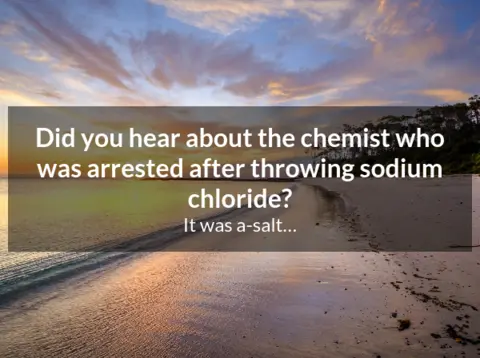 Did you hear about the chemist who
was arrested after throwing sodium
chloride?
It was a-salt...